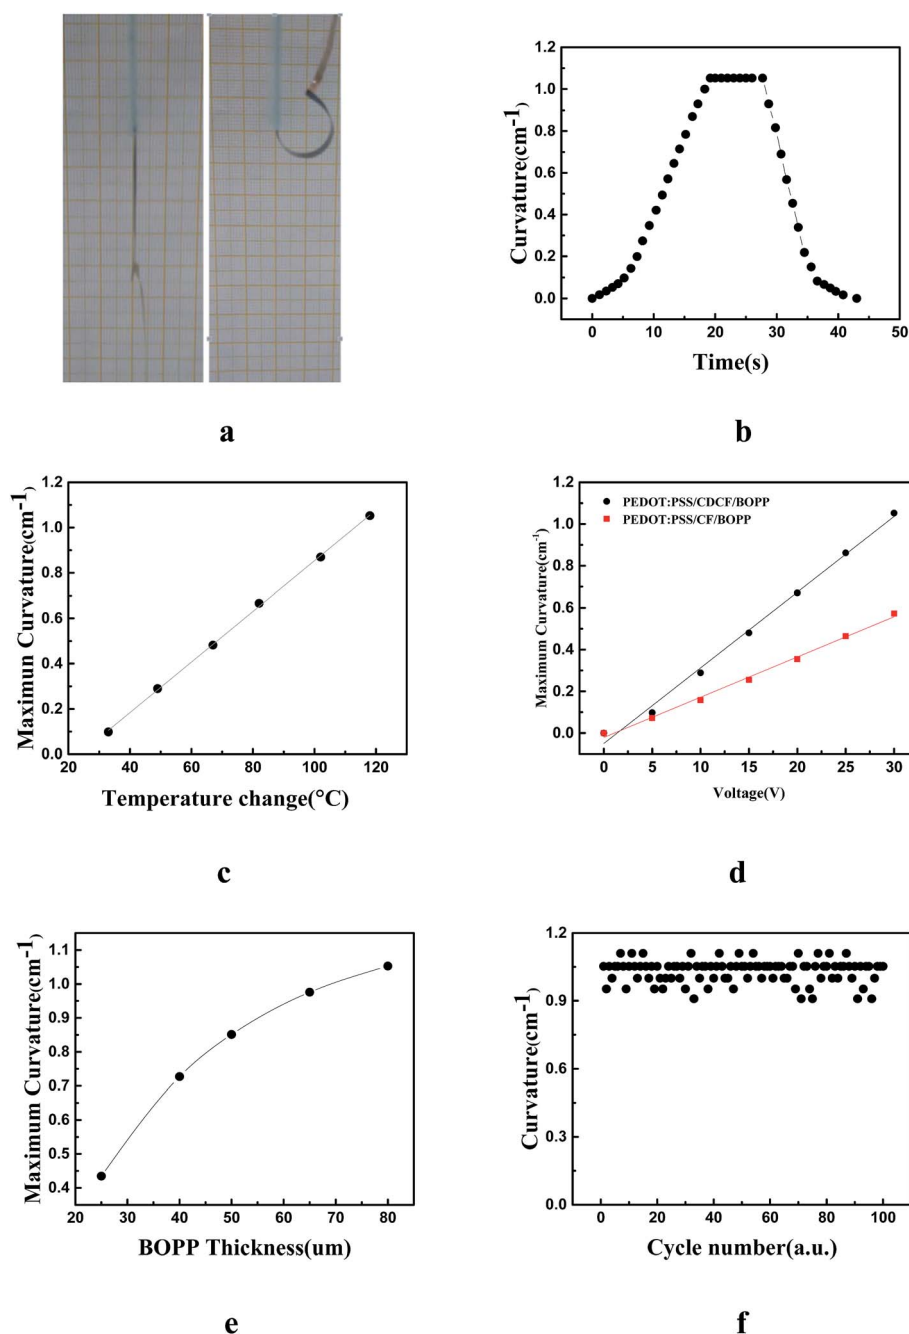 a
1.2
1.0
0.8
0.6
0.4
0.2
0.0
Curvature(cm-1)
0 10 20 30 40 50
Time(s)
b
1.2
1.0
0.8
0.6
0.4
0.2
0.0
Maximun Curvature(cm-1)
20 40 60 80 100 120
Temperature change(°C)
c
1.2
1.0
0.8
0.6
0.4
0.2
0.0
Maximum Curvature(cm-1)
PEDOT:PSS/CDCF/BOPP
PEDOT:PSS/CF/BOPP
0 5 10 15 20 25 30
Voltage(V)
d
1.1
1.0
0.9
0.8
0.7
0.6
0.5
0.4
Maximum Curvature(cm-1)
20 30 40 50 60 70 80
BOPP Thickness(um)
e
1.2
0.9
0.6
0.3
0.0
Curvature(cm-1)
0 20 40 60 80 100
Cycle number(a.u.)
f